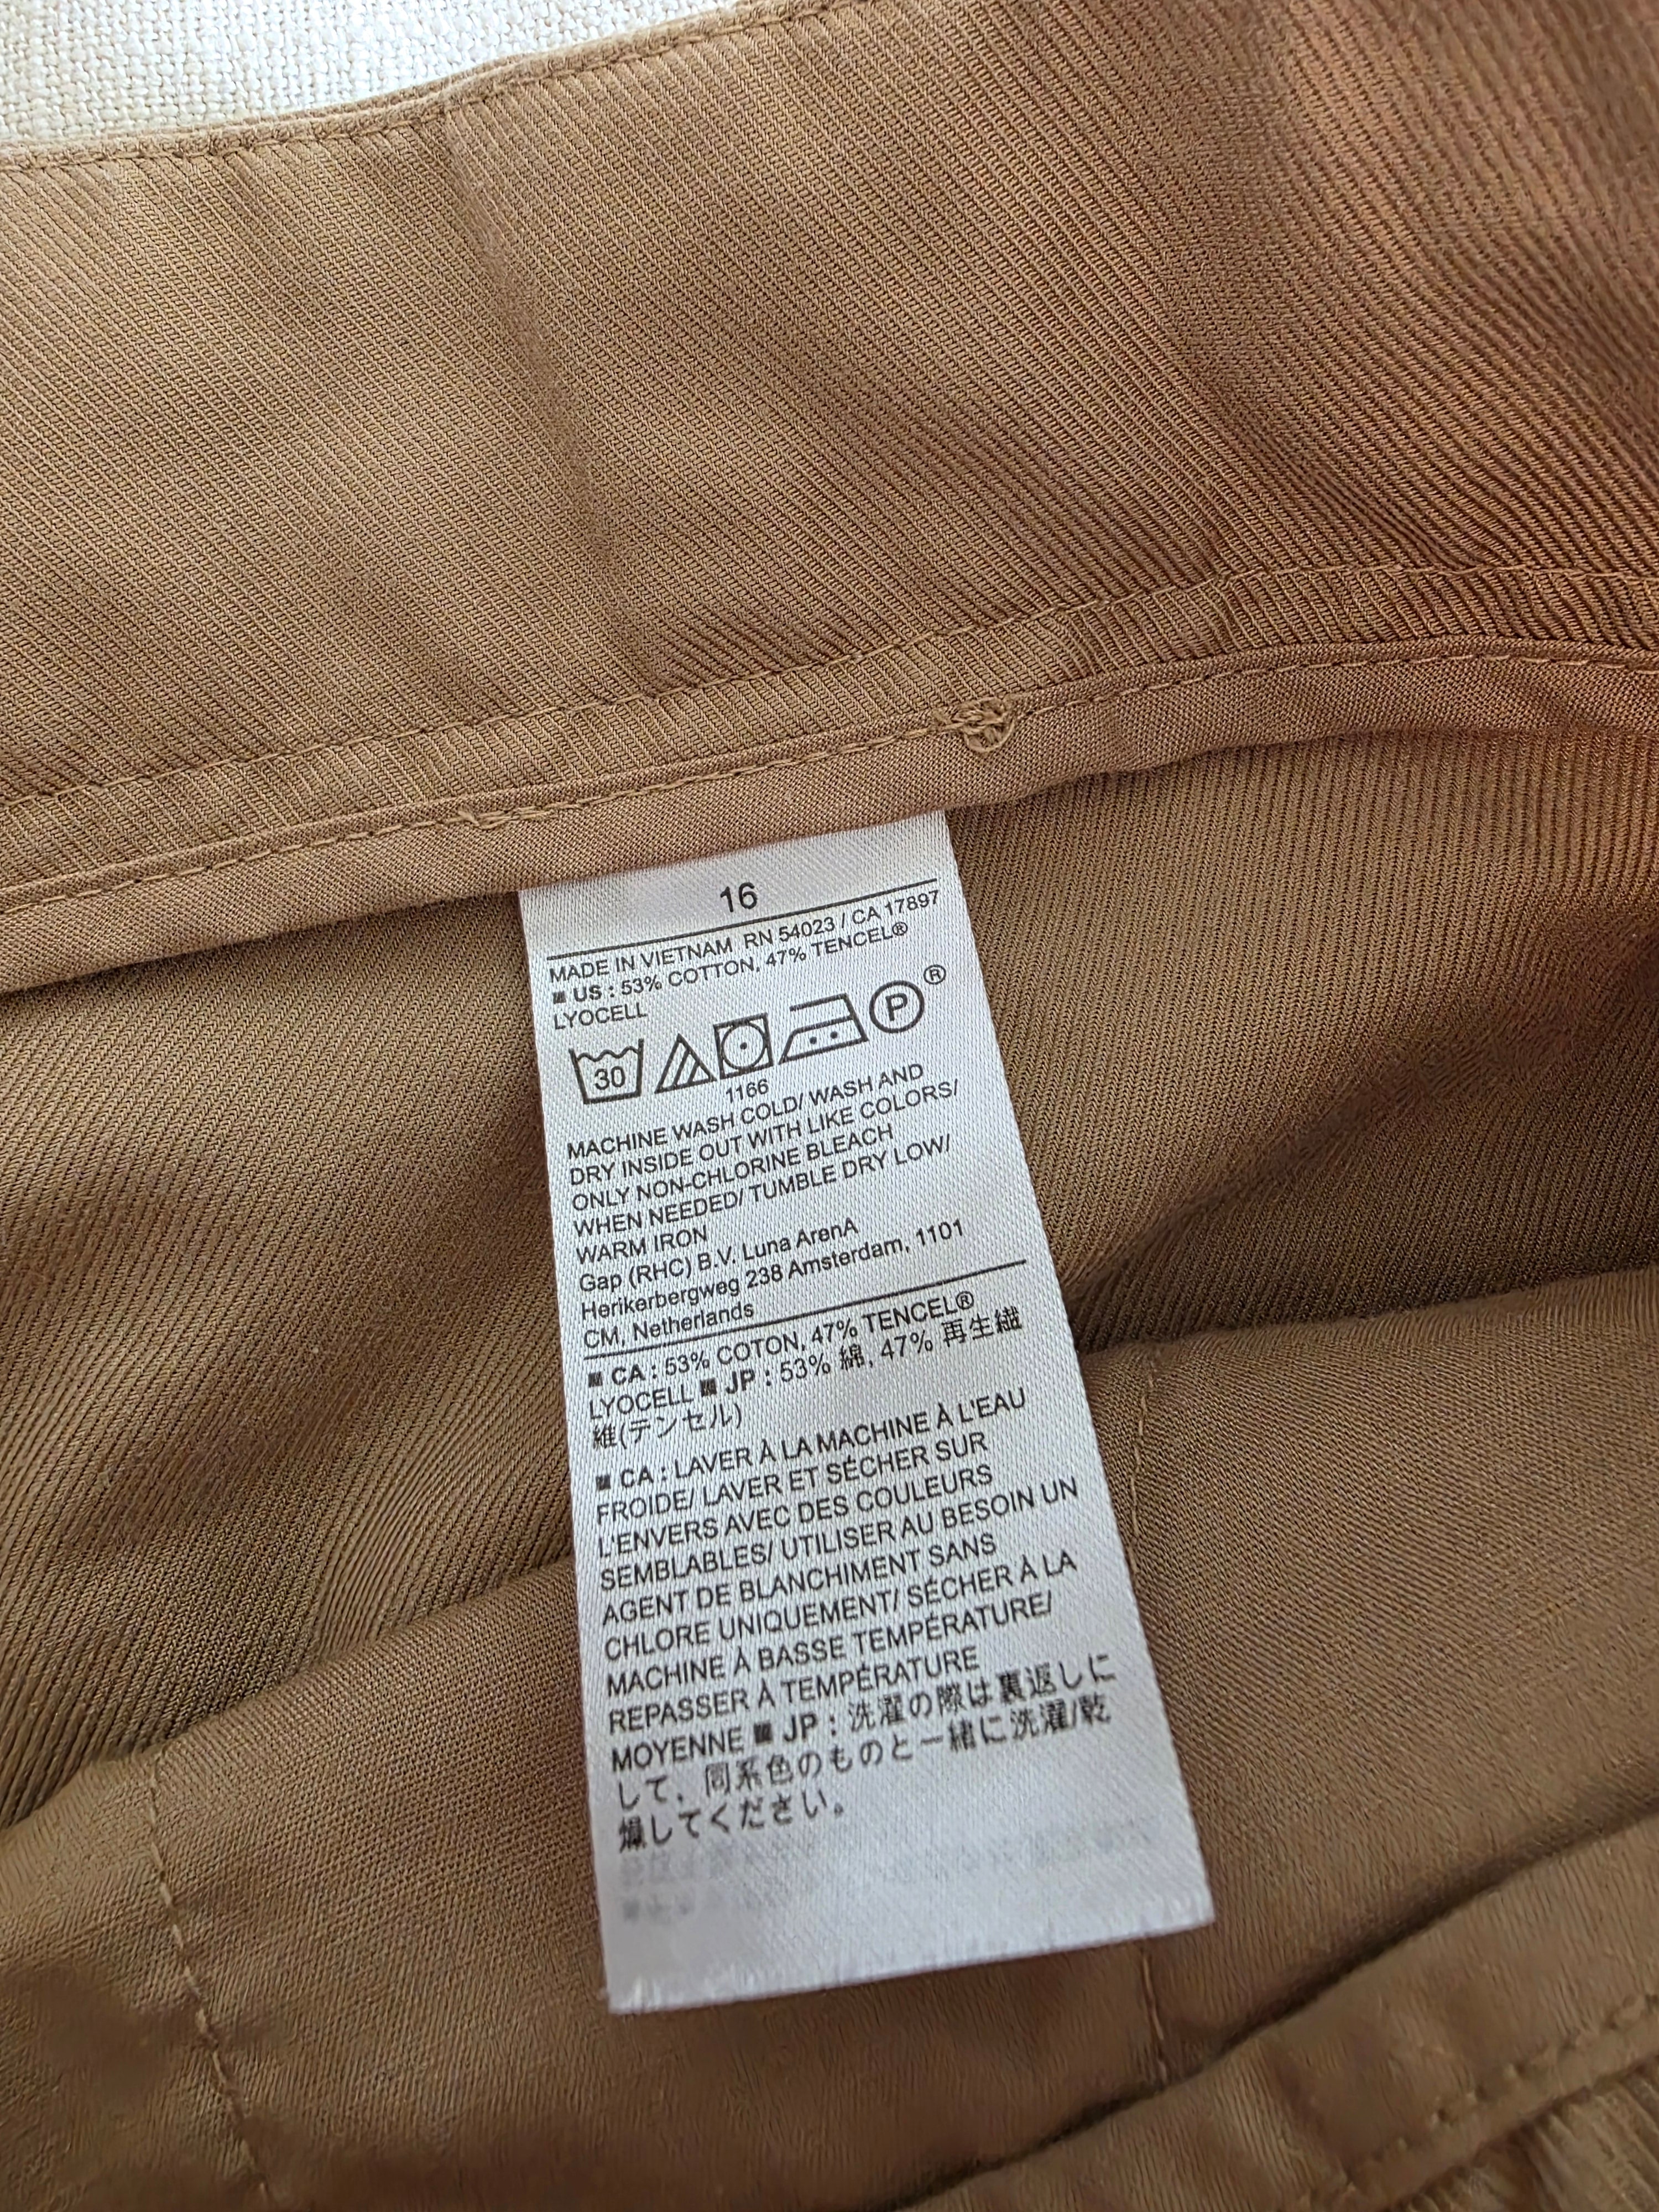 16
MADE IN VIETNAM RN 54023 / CA 17897
■ US : 53% COTTON, 47% TENCEL®
LYOCELL
30 P ®
1166
MACHINE WASH COLD/ WASH AND
DRY INSIDE OUT WITH LIKE COLORS/
ONLY NON-CHLORINE BLEACH
WHEN NEEDED/ TUMBLE DRY LOW/
WARM IRON
Gap (RHC) B.V. Luna ArenA
Herikerbergweg 238 Amsterdam, 1101
CM, Netherlands
■ CA : 53% COTON, 47% TENCEL®
LYOCELL ■ JP : 53% 綿, 47% 再生繊
維(テンセル)
■ CA : LAVER À LA MACHINE À L'EAU
FROIDE/ LAVER ET SÉCHER SUR
L'ENVERS AVEC DES COULEURS
SEMBLABLES/ UTILISER AU BESOIN UN
AGENT DE BLANCHIMENT SANS
CHLORE UNIQUEMENT/ SÉCHER À LA
MACHINE À BASSE TEMPÉRATURE/
REPASSER À TEMPÉRATURE
MOYENNE ■ JP : 洗濯の際は裏返しに
して、同系色のものと一緒に洗濯/乾
燥してください。